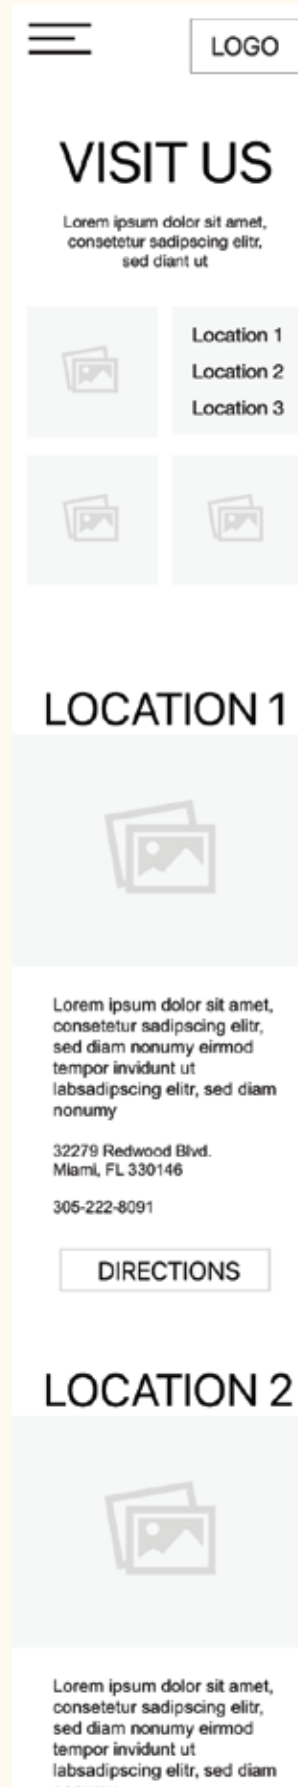 LOGO
VISIT US
Lorem ipsum dolor sit amet,
consetetur sadipscing elitr,
sed diant ut
Location 1
Location 2
Location 3
LOCATION 1
Lorem ipsum dolor sit amet,
consetetur sadipscing elitr,
sed diam nonumy eirmod
tempor invidunt ut
labsadipscing elitr, sed diam
nonumy
32279 Redwood Blvd.
Miami, FL 330146
305-222-8091
DIRECTIONS
LOCATION 2
Lorem ipsum dolor sit amet,
consetetur sadipscing elitr,
sed diam nonumy eirmod
tempor invidunt ut
labsadipscing elitr, sed diam